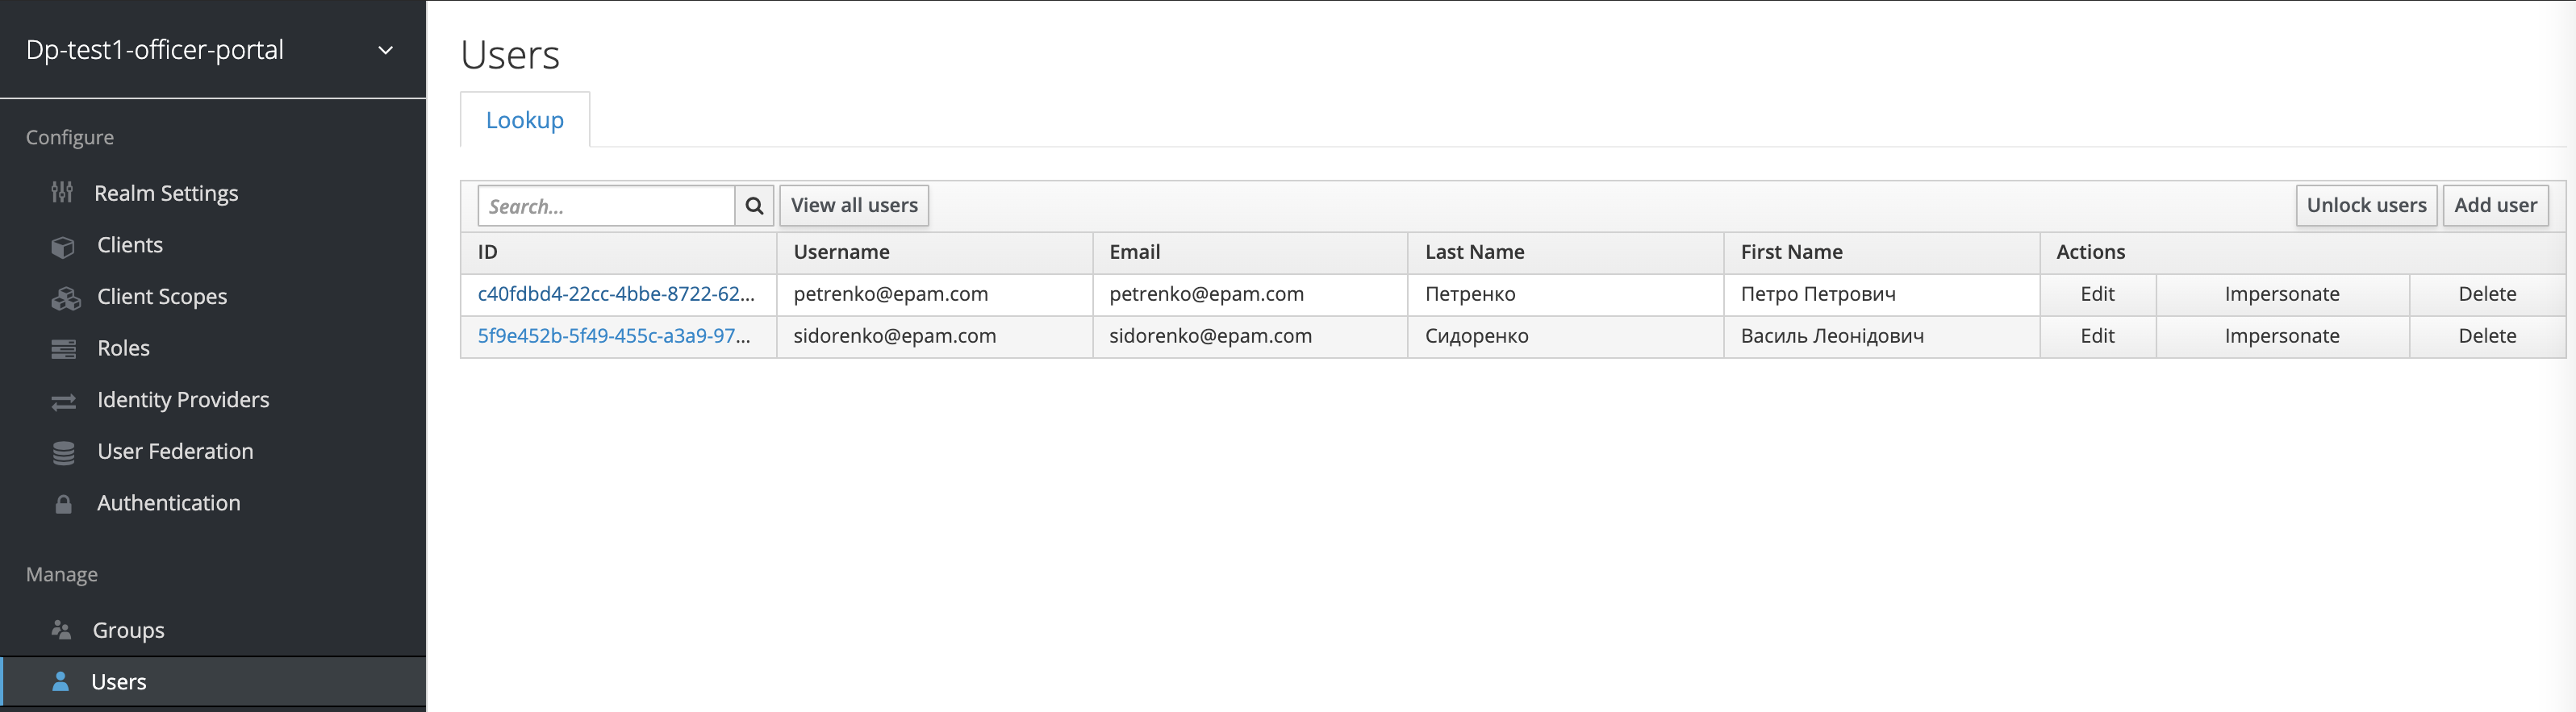 Dp-test1-officer-portal
Configure
Realm Settings
Clients
Client Scopes
Roles
Identity Providers
User Federation
Authentication
Manage
Groups
Users
Users
Lookup
Search... View all users Unlock users Add user
ID Username Email Last Name First Name Actions
c40fdbd4-22cc-4bbe-8722-62... petrenko@epam.com petrenko@epam.com Петренко Петро Петрович Edit Impersonate Delete
5f9e452b-5f49-455c-a3a9-97... sidorenko@epam.com sidorenko@epam.com Сидоренко Василь Леонідович Edit Impersonate Delete